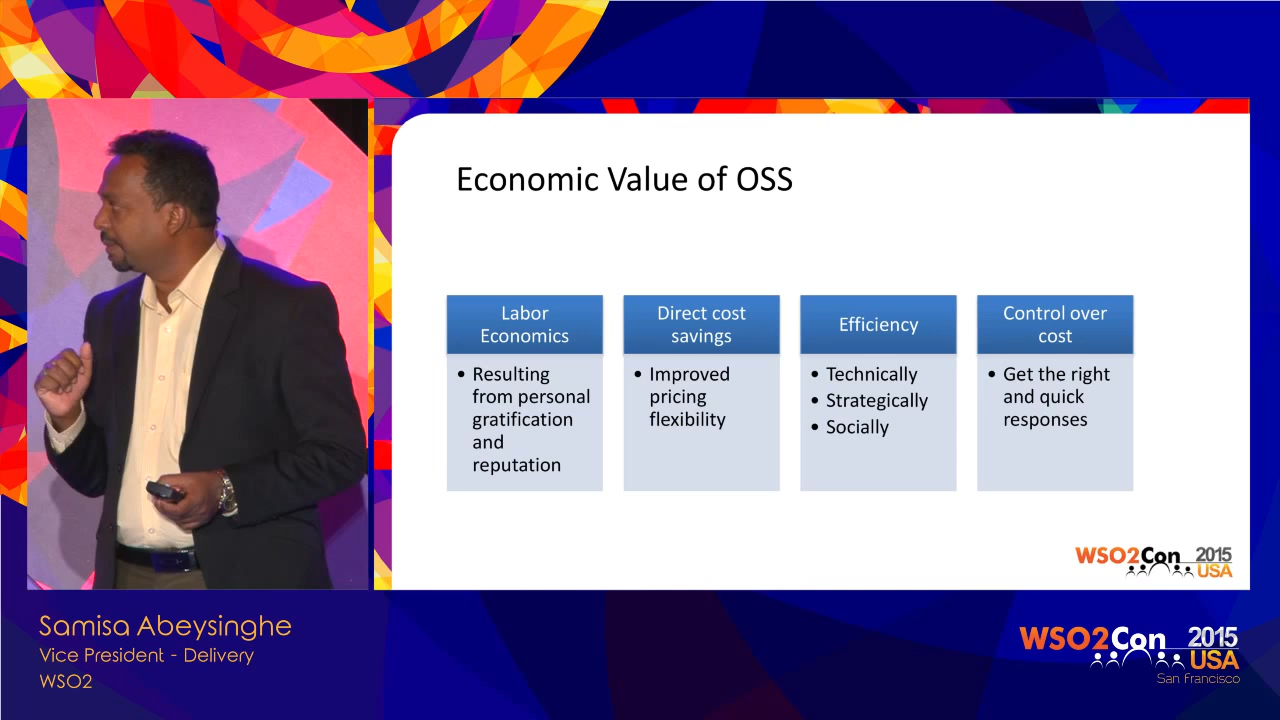 Economic Value of OSS
Labor
Economics
• Resulting
from personal
gratification
and
reputation
Direct cost
savings
• Improved
pricing
flexibility
Efficiency
• Technically
• Strategically
• Socially
Control over
cost
• Get the right
and quick
responses
WSO2Con 2015
USA
Samisa Abeysinghe
Vice President - Delivery
WSO2
WSO2Con 2015
USA
San Francisco